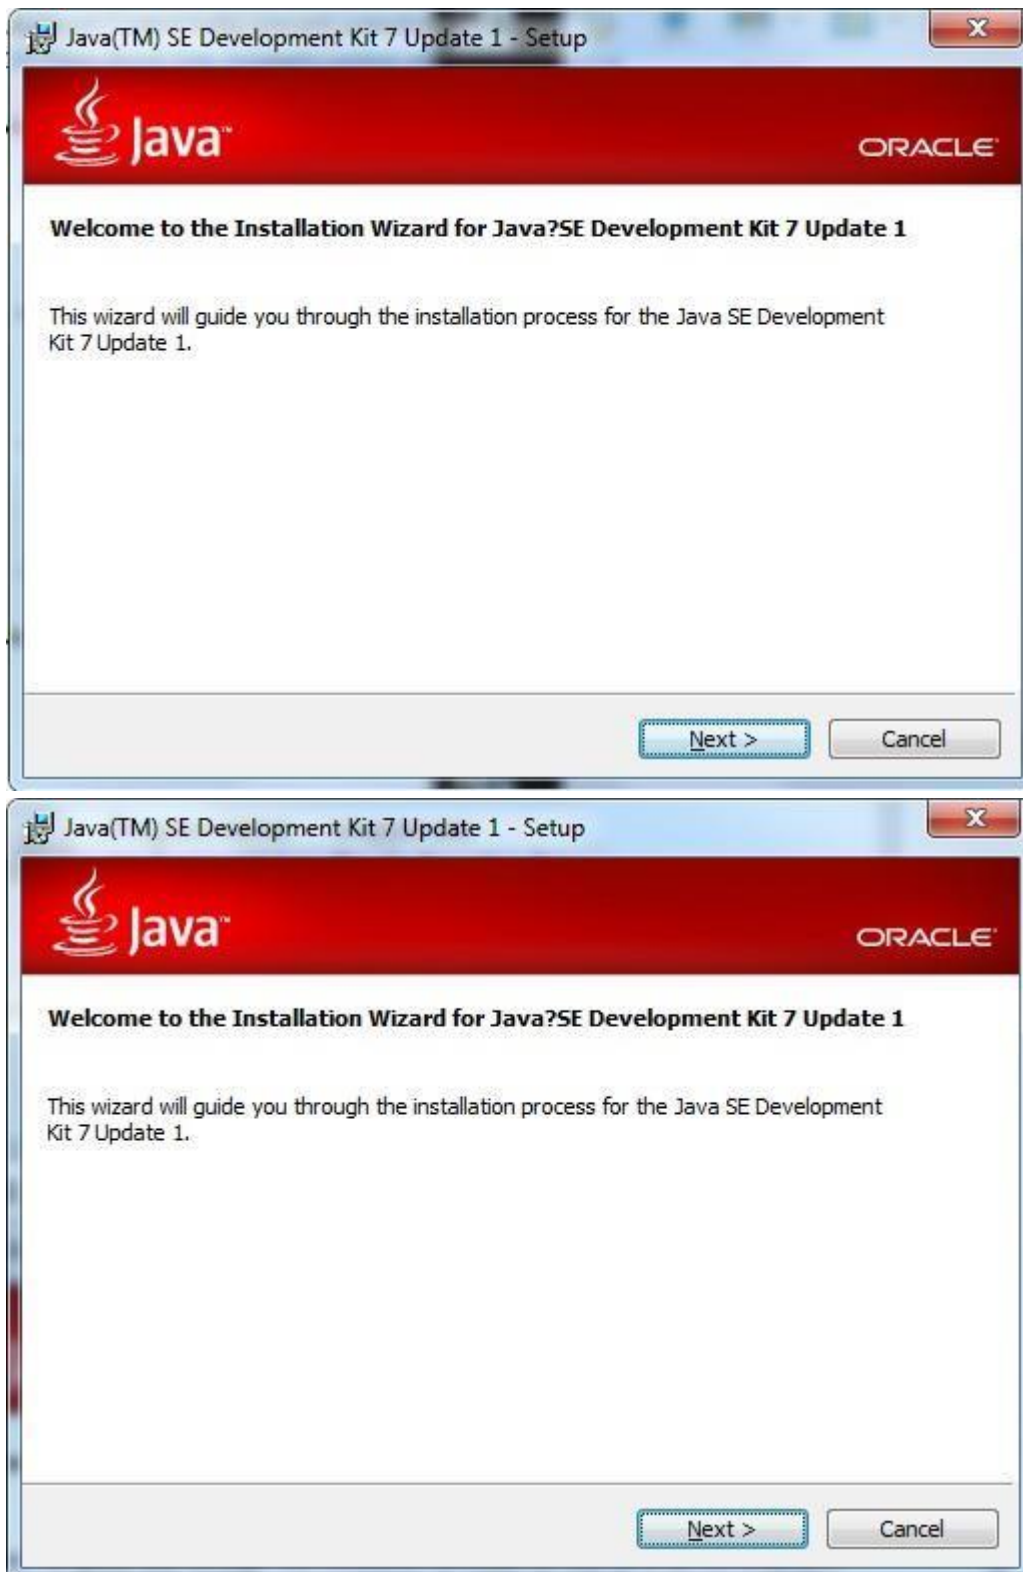 Java(TM) SE Development Kit 7 Update 1 - Setup
Java™
ORACLE
Welcome to the Installation Wizard for Java?SE Development Kit 7 Update 1
This wizard will guide you through the installation process for the Java SE Development
Kit 7 Update 1.
Next >
Cancel
Java(TM) SE Development Kit 7 Update 1 - Setup
Java™
ORACLE
Welcome to the Installation Wizard for Java?SE Development Kit 7 Update 1
This wizard will guide you through the installation process for the Java SE Development
Kit 7 Update 1.
Next >
Cancel